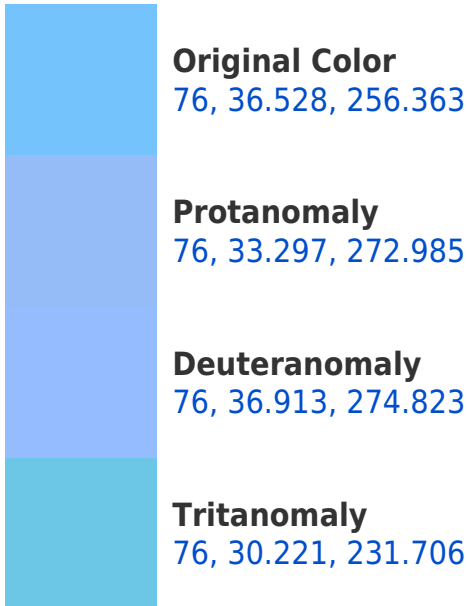 Original Color
76, 36.528, 256.363
Protanomaly
76, 33.297, 272.985
Deuteranomaly
76, 36.913, 274.823
Tritanomaly
76, 30.221, 231.706